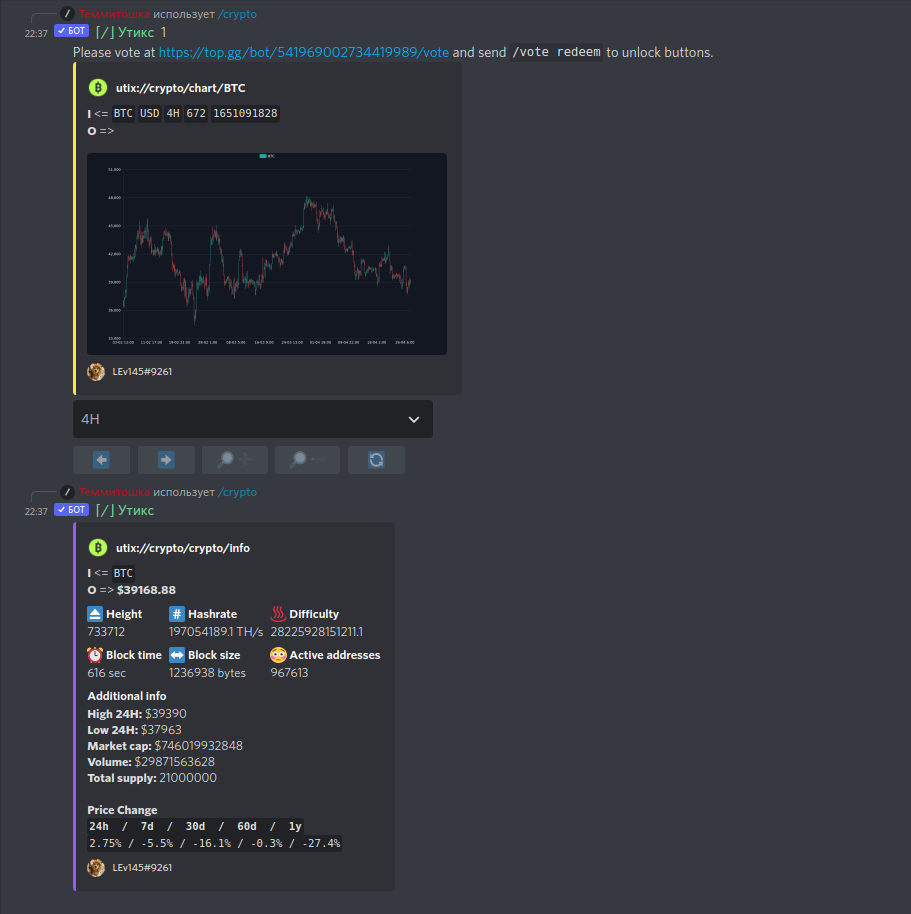 Теммитошка использует /crypto
22:37 БОТ [/] Утикс 1
Please vote at https://top.gg/bot/541969002734419989/vote and send /vote redeem to unlock buttons.
utix://crypto/chart/BTC
I <= BTC USD 4H 672 1651091828
O =>
BTC
51,000
48,000
45,000
42,000
39,000
36,000
33,000
LEv145#9261
4H
Теммитошка использует /crypto
22:37 БОТ [/] Утикс
utix://crypto/crypto/info
I <= BTC
O => $39168.88
Height Hashrate Difficulty
733712 197054189.1 TH/s 28225928151211.1
Block time Block size Active addresses
616 sec 1236938 bytes 967613
Additional info
High 24H: $39390
Low 24H: $37963
Market cap: $746019932848
Volume: $29871563628
Total supply: 21000000
Price Change
24h / 7d / 30d / 60d / 1y
2.75% / -5.5% / -16.1% / -0.3% / -27.4%
LEv145#9261